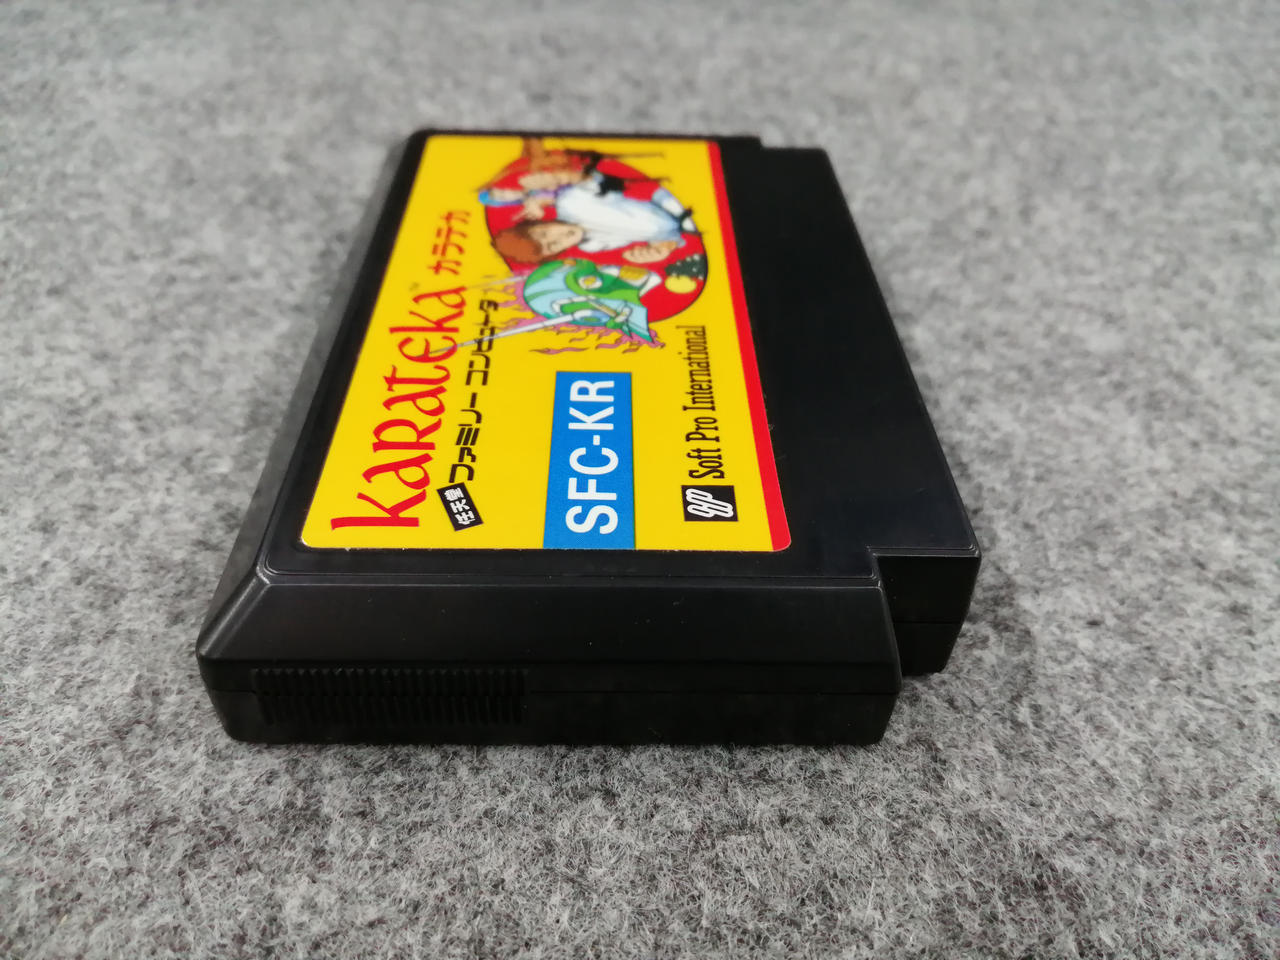 Karateka™ カラテカ
任天堂 ファミリー コンピュータ
SFC-KR
Soft Pro International